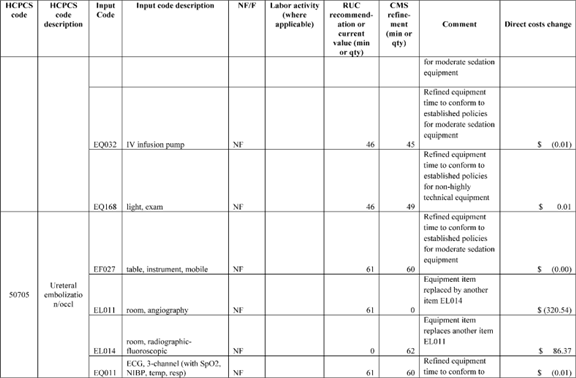 HCPCS code
HCPCS code description
Input Code
Input code description
NF/F
Labor activity (where applicable)
RUC recommend-ation or current value (min or qty)
CMS refine-ment (min or qty)
Comment
Direct costs change
for moderate sedation
equipment
Refined equipment
time to conform to
established policies
for moderate sedation
equipment
EQ032 IV infusion pump NF 46 45 $ (0.01)
Refined equipment
time to conform to
established policies
for non-highly
technical equipment
EQ168 light, exam NF 46 49 $ 0.01
50705
Ureteral
embolizatio
n/occl
Refined equipment
time to conform to
established policies
for moderate sedation
equipment
EF027 table, instrument, mobile NF 61 60 $ (0.00)
Equipment item
replaced by another
item EL014
EL011 room, angiography NF 61 0 $ (320.54)
Equipment item
replaces another item
EL011
EL014 room, radiographic-
fluoroscopic NF 0 62 $ 86.37
EQ011 ECG, 3-channel (with SpO2,
NIBP, temp, resp) NF 61 60 Refined equipment
time to conform to $ (0.01)